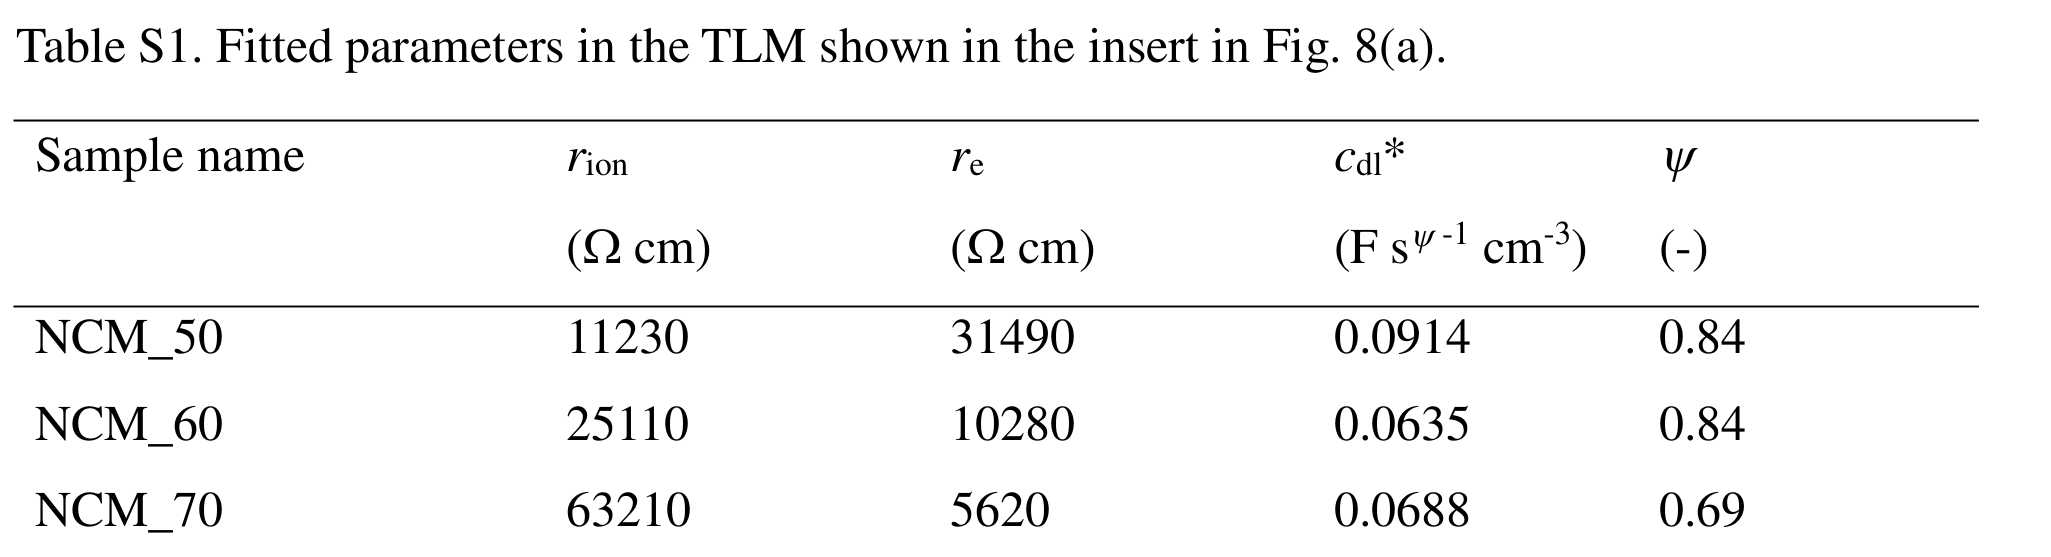 Table S1. Fitted parameters in the TLM shown in the insert in Fig. 8(a).
Sample name r_ion r_e c_dl* ψ
(Ω cm) (Ω cm) (F s^ψ-1 cm^-3) (-)
NCM_50 11230 31490 0.0914 0.84
NCM_60 25110 10280 0.0635 0.84
NCM_70 63210 5620 0.0688 0.69